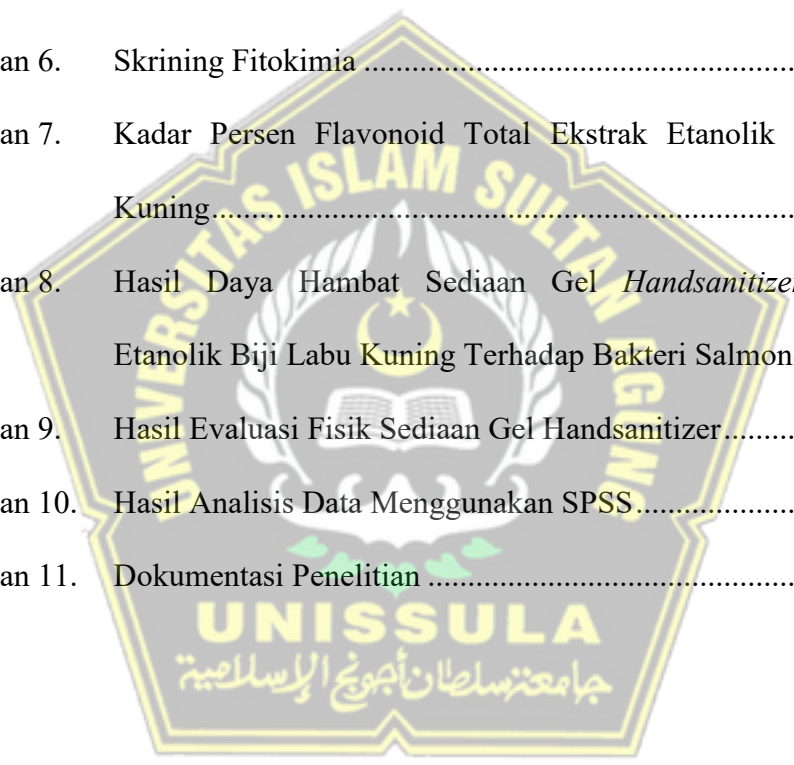 an 6. Skrining Fitokimia ......................................................
an 7. Kadar Persen Flavonoid Total Ekstrak Etanolik
Kuning.........................................................................
an 8. Hasil Daya Hambat Sediaan Gel Handsanitizer
Etanolik Biji Labu Kuning Terhadap Bakteri Salmon
an 9. Hasil Evaluasi Fisik Sediaan Gel Handsanitizer.........
an 10. Hasil Analisis Data Menggunakan SPSS....................
an 11. Dokumentasi Penelitian ..............................................
UNIVERSITAS ISLAM SULTAN AGUNG
UNISSULA
جامعتنسلطان أجونج الإسلامية